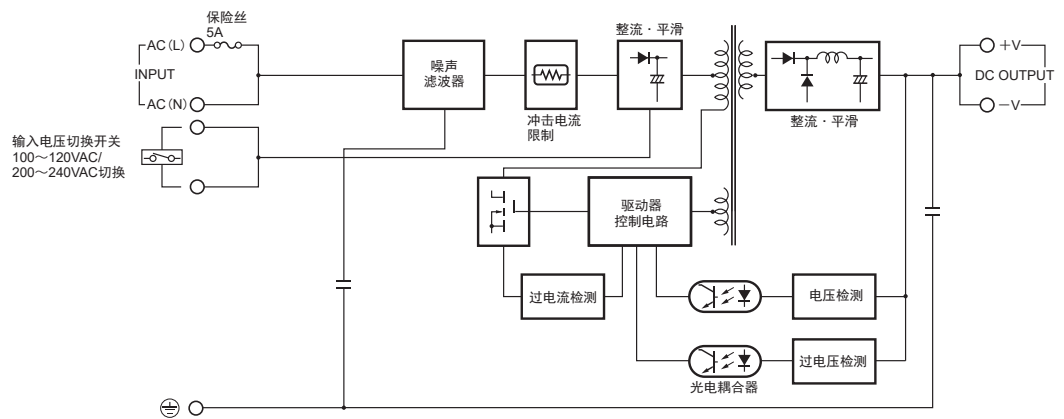 保险丝
5A
AC(L)
INPUT
AC(N)
输入电压切换开关
100～120VAC/
200～240VAC切换
噪声
滤波器
冲击电流
限制
整流・平滑
整流・平滑
+V
DC OUTPUT
−V
驱动器
控制电路
过电流检测
电压检测
过电压检测
光电耦合器